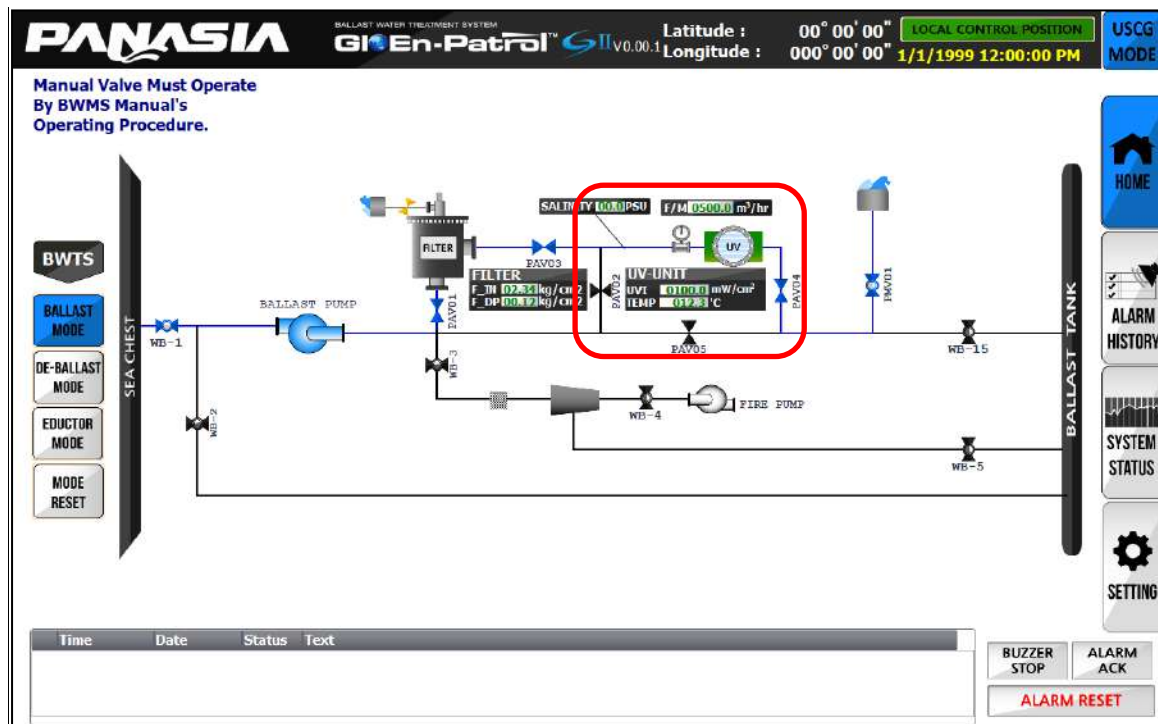 PANASIA
BALLAST WATER TREATMENT SYSTEM
GloEn-Patrol™ GII V0.00.1
Latitude : 00° 00' 00"
Longitude : 000° 00' 00"
LOCAL CONTROL POSITION
1/1/1999 12:00:00 PM
USCG
MODE
Manual Valve Must Operate
By BWMS Manual's
Operating Procedure.
HOME
ALARM
HISTORY
SYSTEM
STATUS
SETTING
BWTS
BALLAST
MODE
DE-BALLAST
MODE
EDUCTOR
MODE
MODE
RESET
SEA CHEST
WB-1
WB-2
BALLAST PUMP
FILTER
PAV01
PAV03
FILTER
F_IN 02.34 kg/cm2
F_DP 00.12 kg/cm2
SALINITY 00.0 PSU
F/M 0500.0 m³/hr
UV
PAV02
UV-UNIT
UVI 0100.0 mW/cm²
TEMP 012.3 °C
PAV04
PAV05
PMV01
WB-15
WB-3
WB-4
FIRE PUMP
WB-5
BALLAST TANK
Time Date Status Text
BUZZER
STOP
ALARM
ACK
ALARM RESET